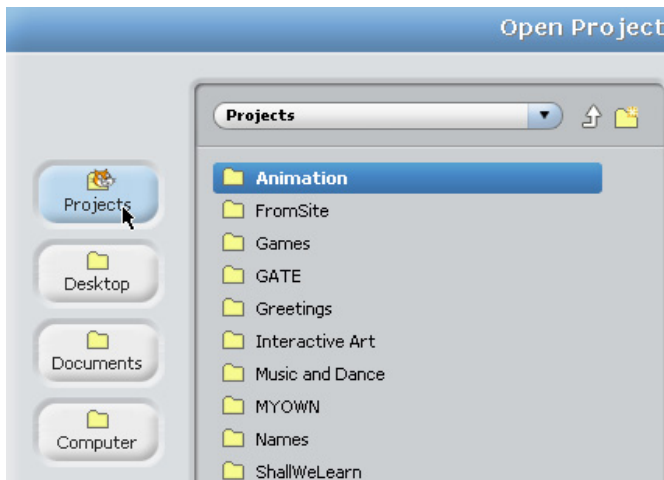 Open Project
Projects
Projects
Desktop
Documents
Computer
Animation
FromSite
Games
GATE
Greetings
Interactive Art
Music and Dance
MYOWN
Names
ShallWeLearn